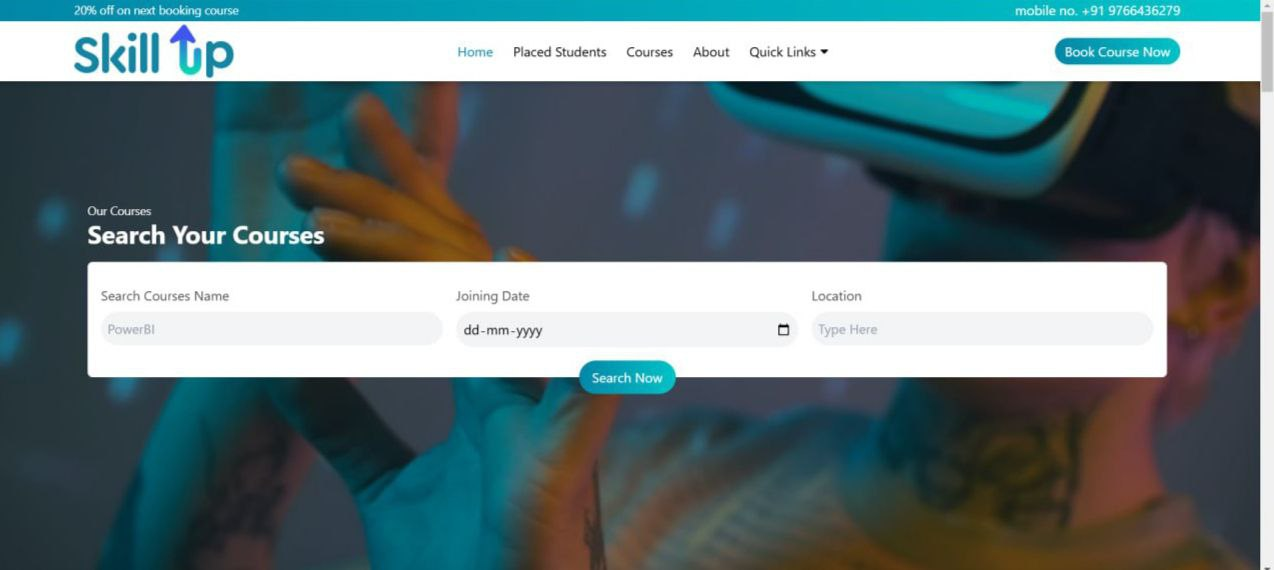 20% off on next booking course
mobile no. +91 9766436279
Skill Up
Home Placed Students Courses About Quick Links
Book Course Now
Our Courses
Search Your Courses
Search Courses Name
Joining Date
Location
PowerBI
dd-mm-yyyy
Type Here
Search Now